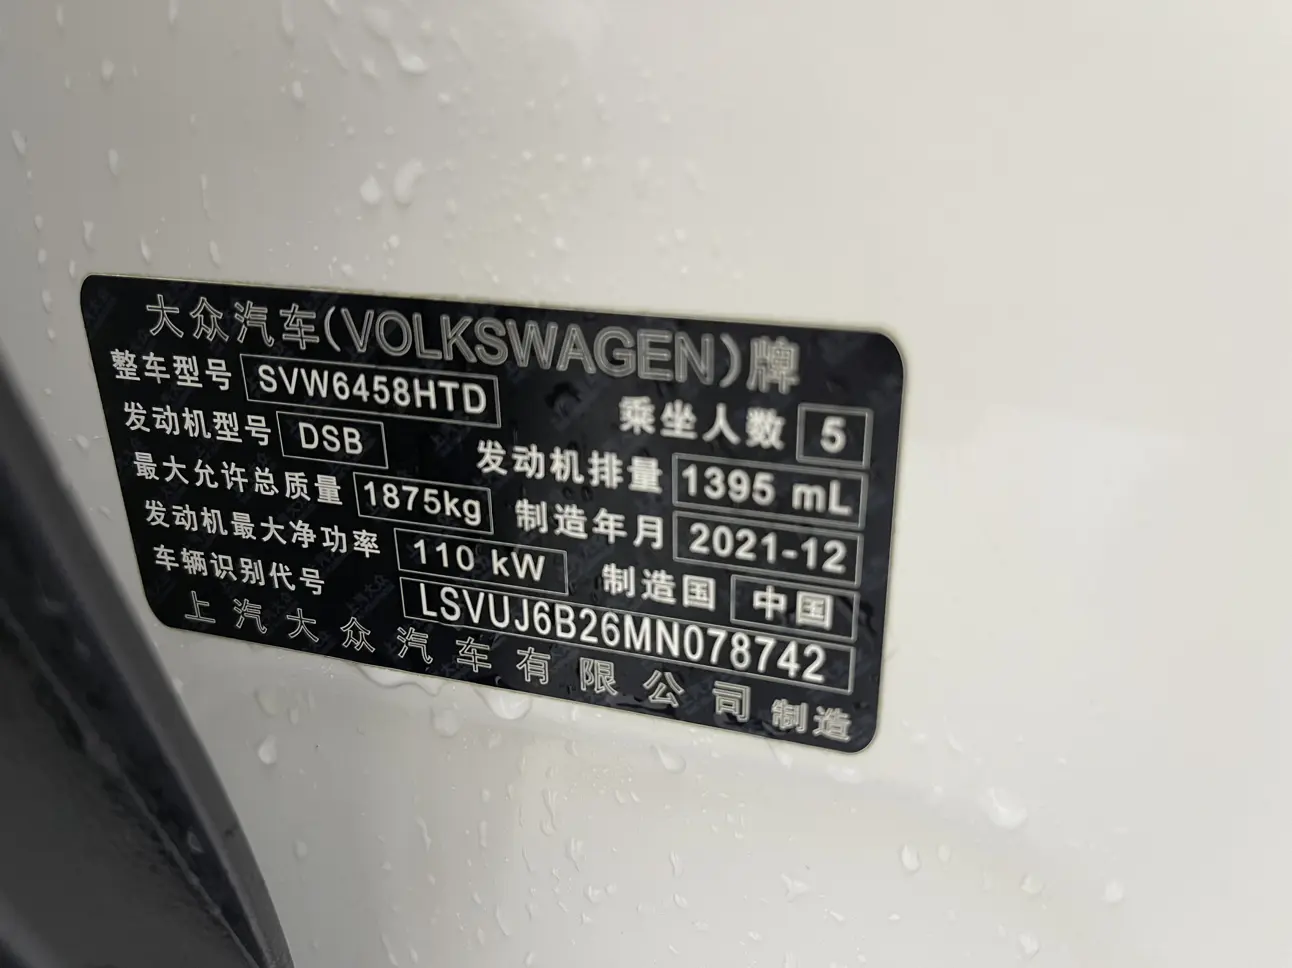 大众汽车(VOLKSWAGEN)牌
整车型号 SVW6458HTD 乘坐人数 5
发动机型号 DSB 发动机排量 1395 mL
最大允许总质量 1875kg 制造年月 2021-12
发动机最大净功率 110 kW 制造国 中国
车辆识别代号 LSVUJ6B26MN078742
上汽大众汽车有限公司 制造